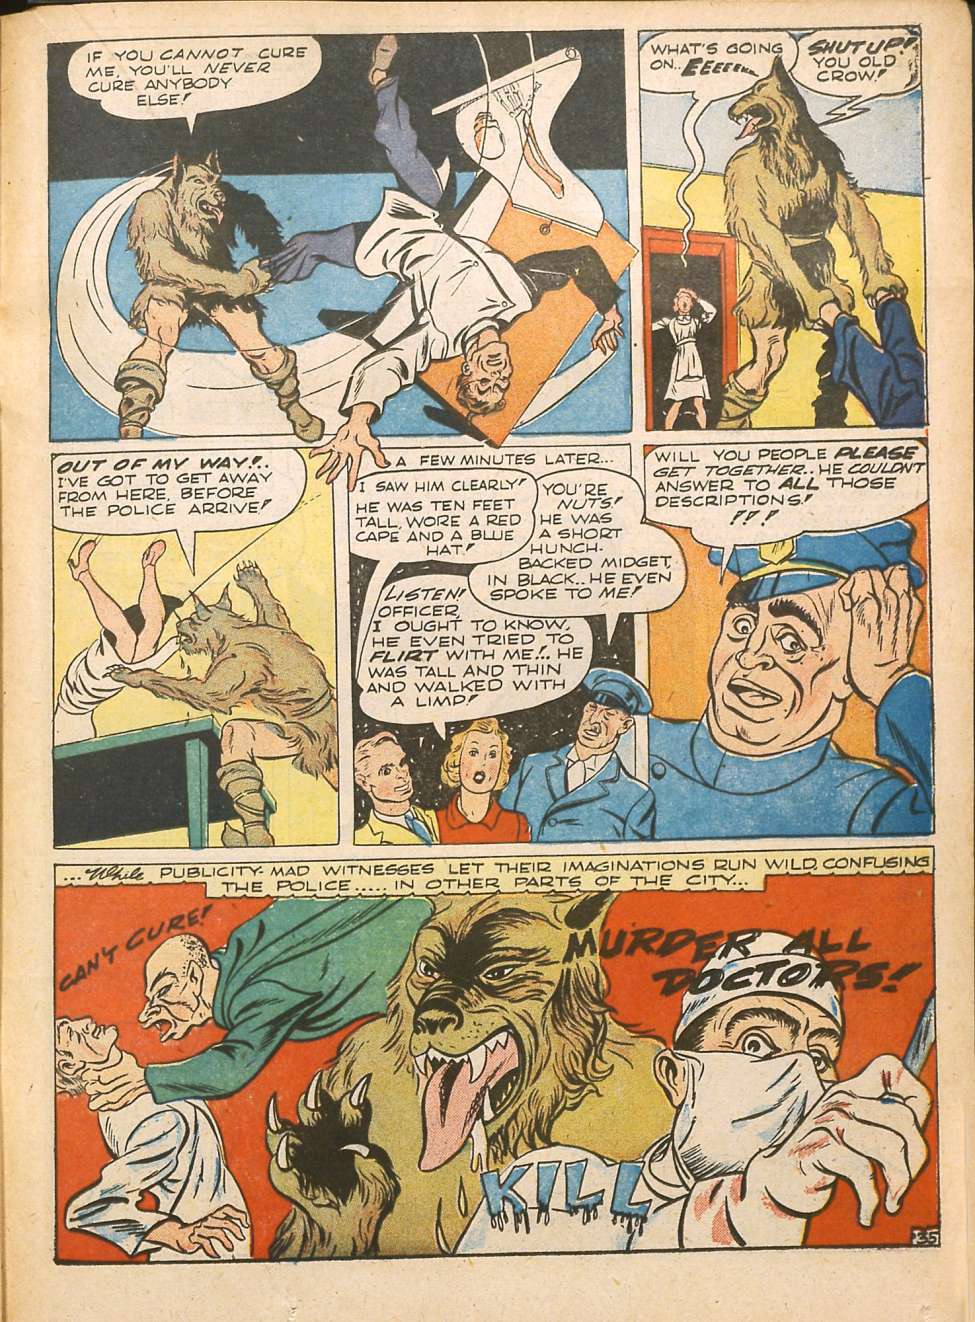 IF YOU CANNOT CURE
ME, YOU'LL NEVER
CURE ANYBODY
ELSE!
WHAT'S GOING
ON.. EEEEEE
SHUT UP!
YOU OLD
CROW!
OUT OF MY WAY!..
I'VE GOT TO GET AWAY
FROM HERE, BEFORE
THE POLICE ARRIVE!
A FEW MINUTES LATER...
I SAW HIM CLEARLY!
HE WAS TEN FEET
TALL, WORE A RED
CAPE AND A BLUE
HAT!
YOU'RE
NUTS!
HE WAS
A SHORT
HUNCH-
BACKED MIDGET,
IN BLACK.. HE EVEN
SPOKE TO ME!
LISTEN!
OFFICER,
I OUGHT TO KNOW,
HE EVEN TRIED TO
FLIRT WITH ME!.. HE
WAS TALL AND THIN
AND WALKED WITH
A LIMP!
WILL YOU PEOPLE PLEASE
GET TOGETHER.. HE COULDN'T
ANSWER TO ALL THOSE
DESCRIPTIONS!
???!
...While PUBLICITY-MAD WITNESSES LET THEIR IMAGINATIONS RUN WILD, CONFUSING
THE POLICE..... IN OTHER PARTS OF THE CITY...
CAN'T CURE!
MURDER ALL
DOCTORS!
KILL
35